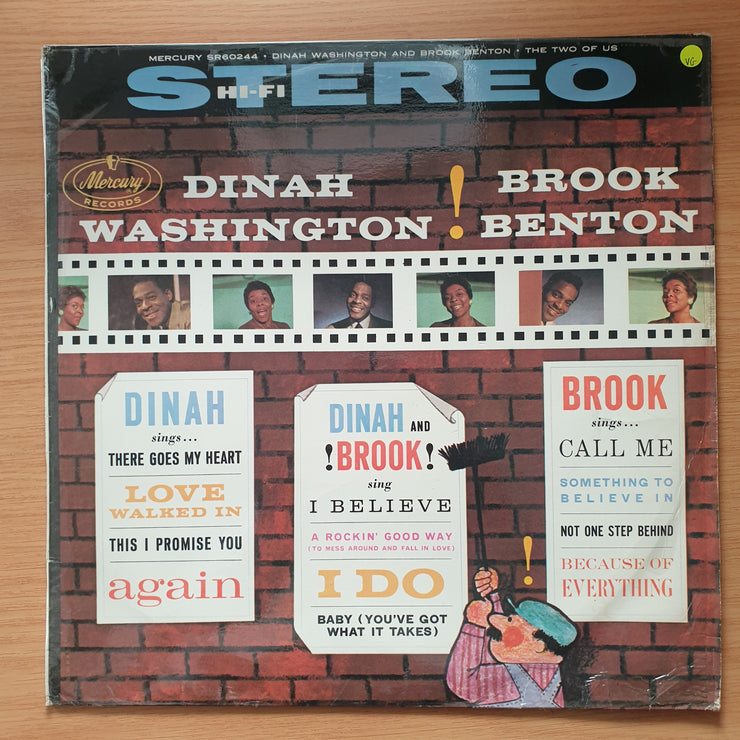 MERCURY SR60244 • DINAH WASHINGTON AND BROOK BENTON • THE TWO OF US
STEREO
HI-FI
VG-
Mercury
RECORDS
DINAH
WASHINGTON
!
BROOK
BENTON
DINAH
sings...
THERE GOES MY HEART
LOVE
WALKED IN
THIS I PROMISE YOU
again
DINAH AND
!BROOK!
sing
I BELIEVE
A ROCKIN' GOOD WAY
(TO MESS AROUND AND FALL IN LOVE)
I DO
BABY (YOU'VE GOT
WHAT IT TAKES)
BROOK
sings...
CALL ME
SOMETHING TO
BELIEVE IN
NOT ONE STEP BEHIND
BECAUSE OF
EVERYTHING
!